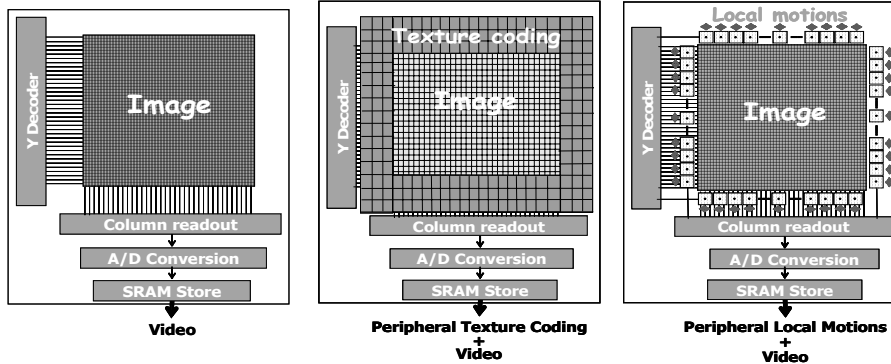 Y Decoder
Image
Column readout
A/D Conversion
SRAM Store
Video
Y Decoder
Texture coding
Image
Column readout
A/D Conversion
SRAM Store
Peripheral Texture Coding
+
Video
Local motions
Y Decoder
Image
Column readout
A/D Conversion
SRAM Store
Peripheral Local Motions
+
Video